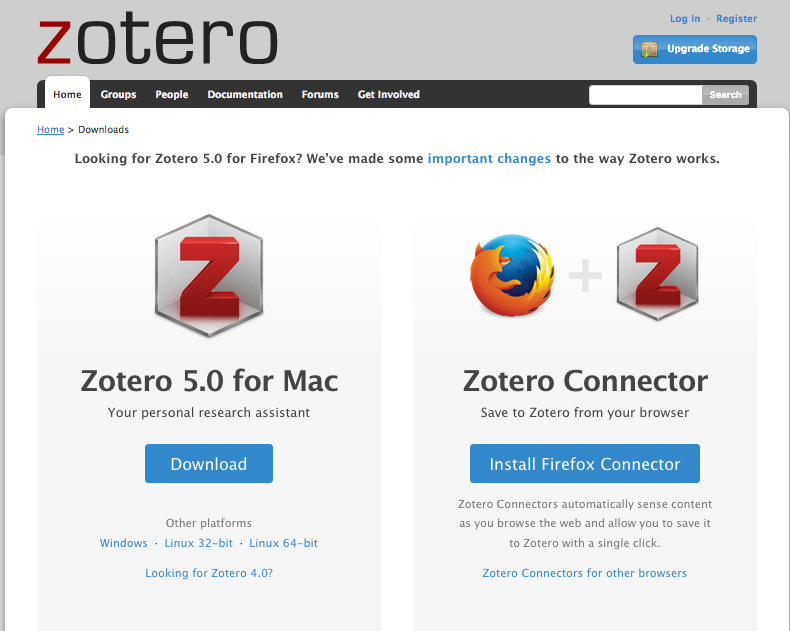 zotero
Log In · Register
Upgrade Storage
Home Groups People Documentation Forums Get Involved Search
Home > Downloads
Looking for Zotero 5.0 for Firefox? We've made some important changes to the way Zotero works.
Z
Z
Zotero 5.0 for Mac
Your personal research assistant
Download
Other platforms
Windows · Linux 32-bit · Linux 64-bit
Looking for Zotero 4.0?
Zotero Connector
Save to Zotero from your browser
Install Firefox Connector
Zotero Connectors automatically sense content
as you browse the web and allow you to save it
to Zotero with a single click.
Zotero Connectors for other browsers